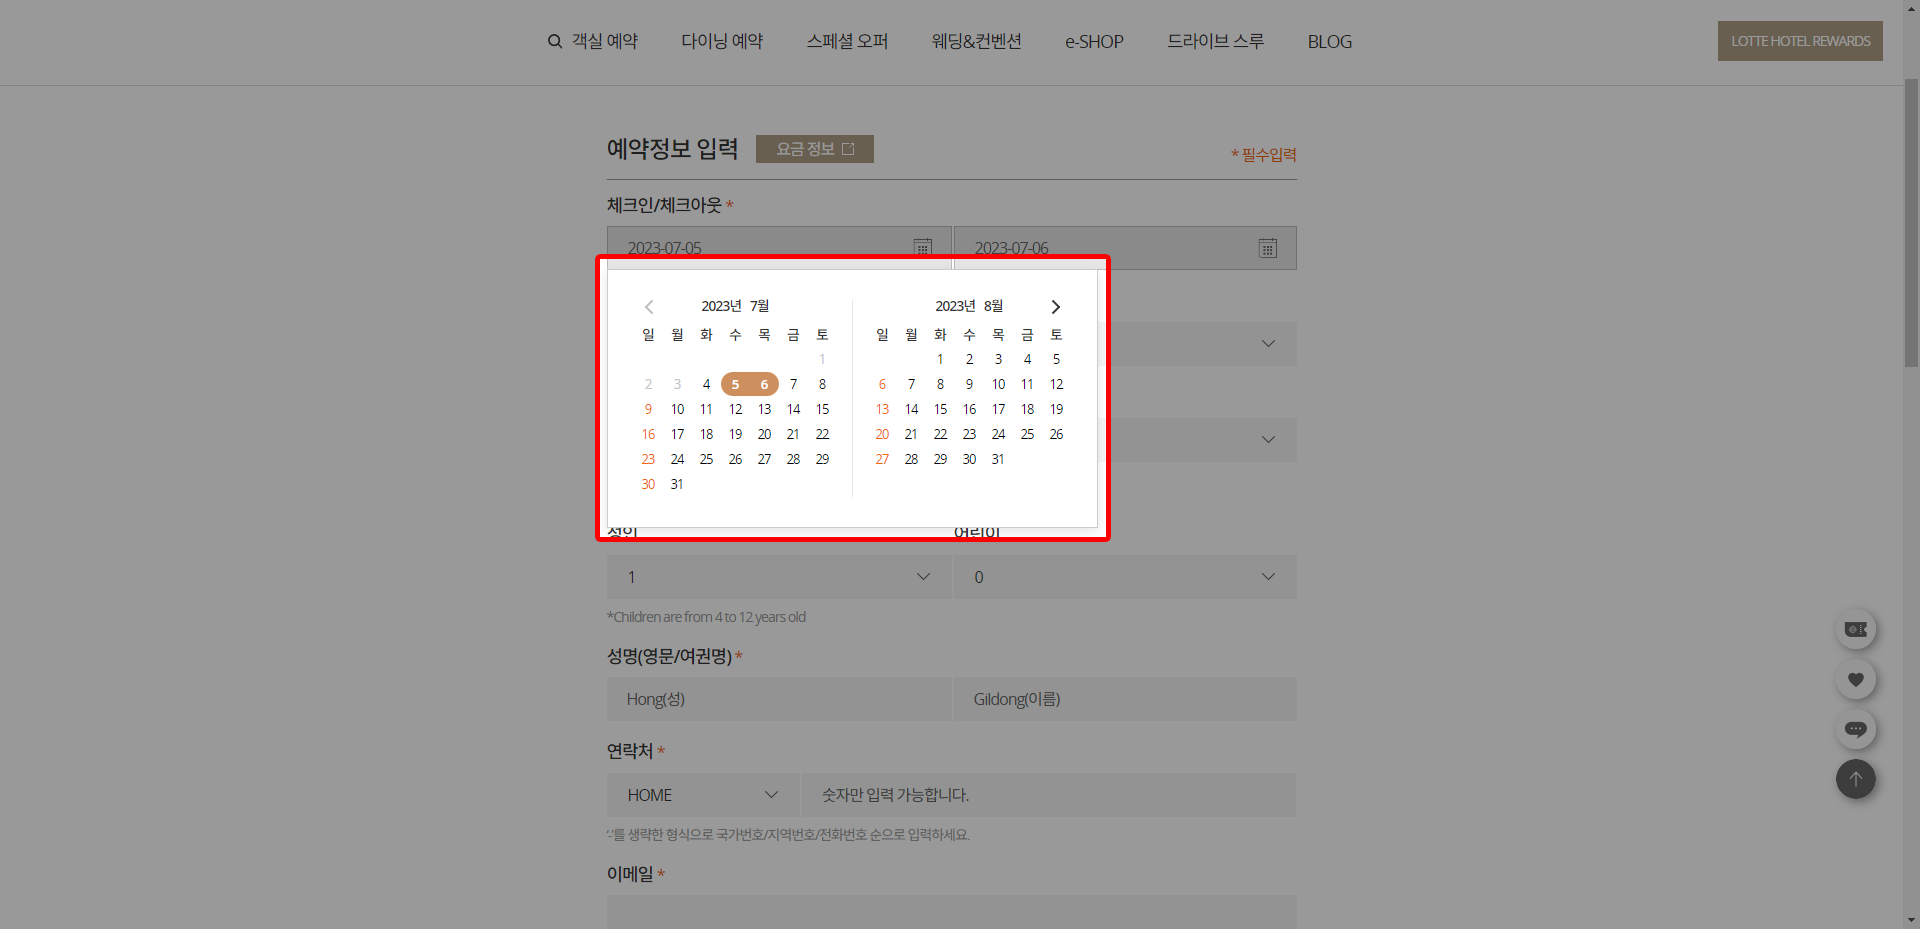 객실 예약 다이닝 예약 스페셜 오퍼 웨딩&컨벤션 e-SHOP 드라이브 스루 BLOG LOTTE HOTEL REWARDS
예약정보 입력 요금 정보 * 필수입력
체크인/체크아웃 *
2023-07-05 2023-07-06
2023년 7월 2023년 8월
일 월 화 수 목 금 토 일 월 화 수 목 금 토
1 1 2 3 4 5
2 3 4 5 6 7 8 6 7 8 9 10 11 12
9 10 11 12 13 14 15 13 14 15 16 17 18 19
16 17 18 19 20 21 22 20 21 22 23 24 25 26
23 24 25 26 27 28 29 27 28 29 30 31
30 31
성인 어린이
1 0
*Children are from 4 to 12 years old
성명(영문/여권명) *
Hong(성) Gildong(이름)
연락처 *
HOME 숫자만 입력 가능합니다.
'-'를 생략한 형식으로 국가번호/지역번호/전화번호 순으로 입력하세요.
이메일 *